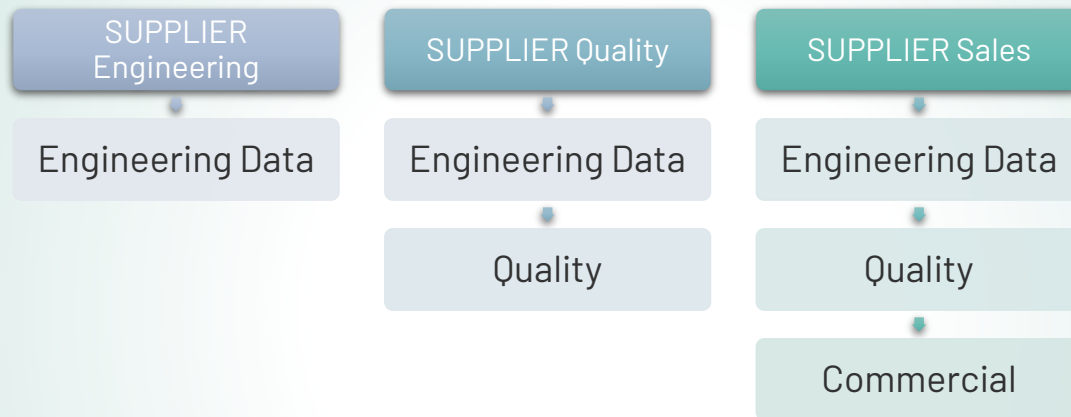 SUPPLIER
Engineering
Engineering Data
SUPPLIER Quality
Engineering Data
Quality
SUPPLIER Sales
Engineering Data
Quality
Commercial